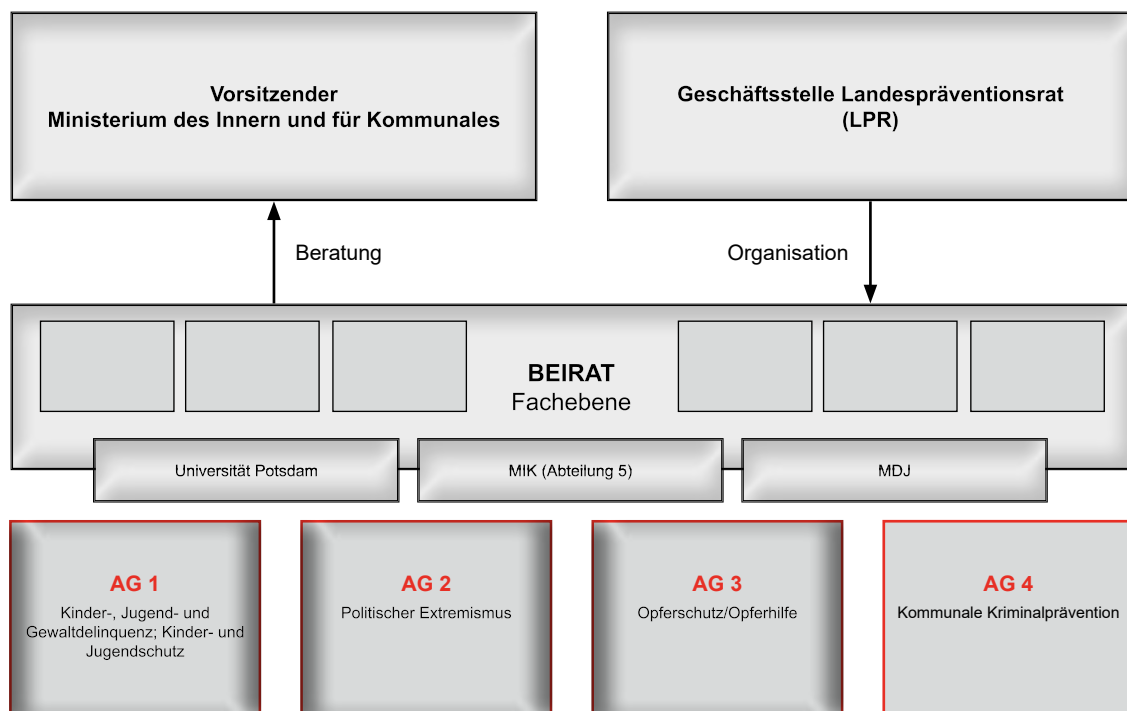 Vorsitzender
Ministerium des Innern und für Kommunales
Geschäftsstelle Landespräventionsrat
(LPR)
Beratung
Organisation
BEIRAT
Fachebene
Universität Potsdam
MIK (Abteilung 5)
MDJ
AG 1
Kinder-, Jugend- und
Gewaltdelinquenz; Kinder- und
Jugendschutz
AG 2
Politischer Extremismus
AG 3
Opferschutz/Opferhilfe
AG 4
Kommunale Kriminalprävention